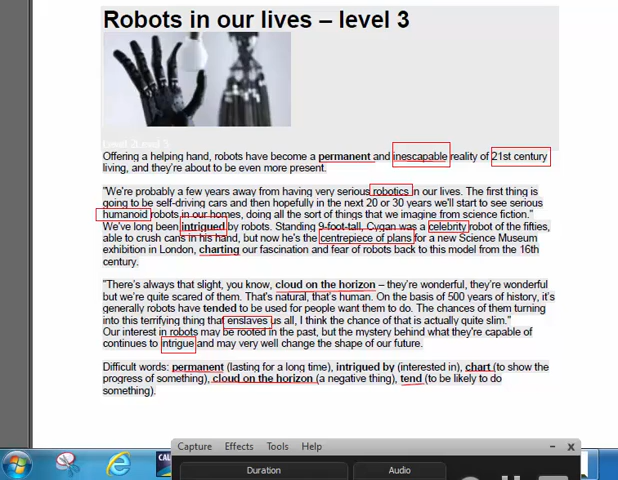 Robots in our lives – level 3
Offering a helping hand, robots have become a permanent and inescapable reality of 21st century
living, and they're about to be even more present.
"We're probably a few years away from having very serious robotics in our lives. The first thing is
going to be self-driving cars and then hopefully in the next 20 or 30 years we'll start to see serious
humanoid robots in our homes, doing all the sort of things that we imagine from science fiction."
We've long been intrigued by robots. Standing 9-foot-tall, Cygan was a celebrity robot of the fifties,
able to crush cans in his hand, but now he's the centrepiece of plans for a new Science Museum
exhibition in London, charting our fascination and fear of robots back to this model from the 16th
century.
"There's always that slight, you know, cloud on the horizon – they're wonderful, they're wonderful
but we're quite scared of them. That's natural, that's human. On the basis of 500 years of history, it's
generally robots have tended to be used for people want them to do. The chances of them turning
into this terrifying thing that enslaves us all, I think the chance of that is actually quite slim."
Our interest in robots may be rooted in the past, but the mystery behind what they're capable of
continues to intrigue and may very well change the shape of our future.
Difficult words: permanent (lasting for a long time), intrigued by (interested in), chart (to show the
progress of something), cloud on the horizon (a negative thing), tend (to be likely to do
something).
Capture Effects Tools Help
Duration Audio